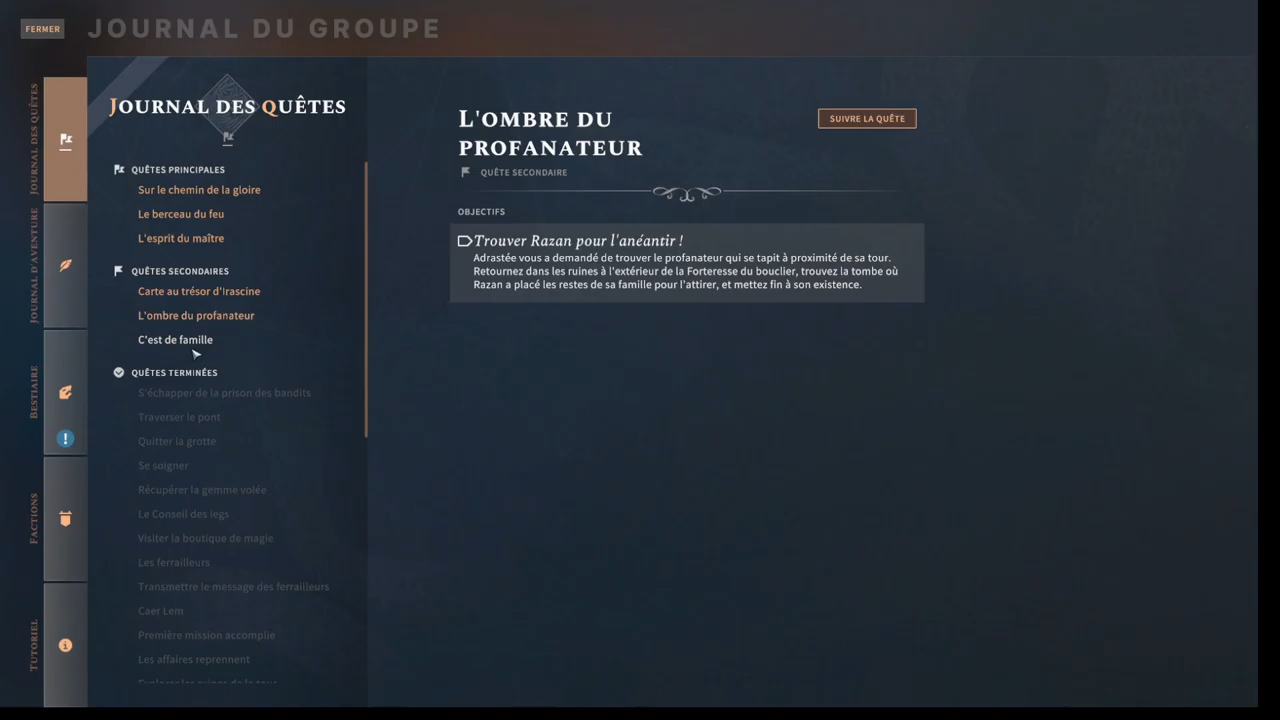 FERMER
JOURNAL DU GROUPE
JOURNAL DES QUÊTES
JOURNAL D'AVENTURE
BESTIAIRE
FACTIONS
TUTORIEL
JOURNAL DES QUÊTES
QUÊTES PRINCIPALES
Sur le chemin de la gloire
Le berceau du feu
L'esprit du maître
QUÊTES SECONDAIRES
Carte au trésor d'Irascine
L'ombre du profanateur
C'est de famille
QUÊTES TERMINÉES
S'échapper de la prison des bandits
Traverser le pont
Quitter la grotte
Se soigner
Récupérer la gemme volée
Le Conseil des legs
Visiter la boutique de magie
Les ferrailleurs
Transmettre le message des ferrailleurs
Caer Lem
Première mission accomplie
Les affaires reprennent
L'OMBRE DU
PROFANATEUR
SUIVRE LA QUÊTE
QUÊTE SECONDAIRE
OBJECTIFS
Trouver Razan pour l'anéantir !
Adrastée vous a demandé de trouver le profanateur qui se tapit à proximité de sa tour.
Retournez dans les ruines à l'extérieur de la Forteresse du bouclier, trouvez la tombe où
Razan a placé les restes de sa famille pour l'attirer, et mettez fin à son existence.